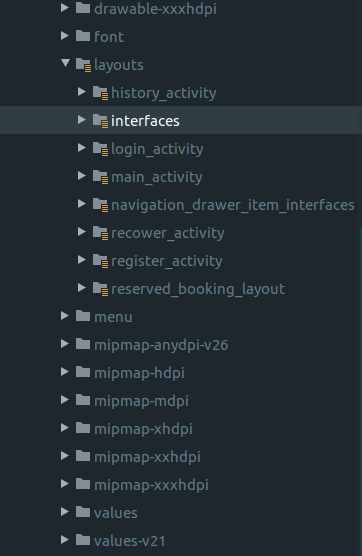 drawable-xxxhdpi
font
layouts
history_activity
interfaces
login_activity
main_activity
navigation_drawer_item_interfaces
recower_activity
register_activity
reserved_booking_layout
menu
mipmap-anydpi-v26
mipmap-hdpi
mipmap-mdpi
mipmap-xhdpi
mipmap-xxhdpi
mipmap-xxxhdpi
values
values-v21